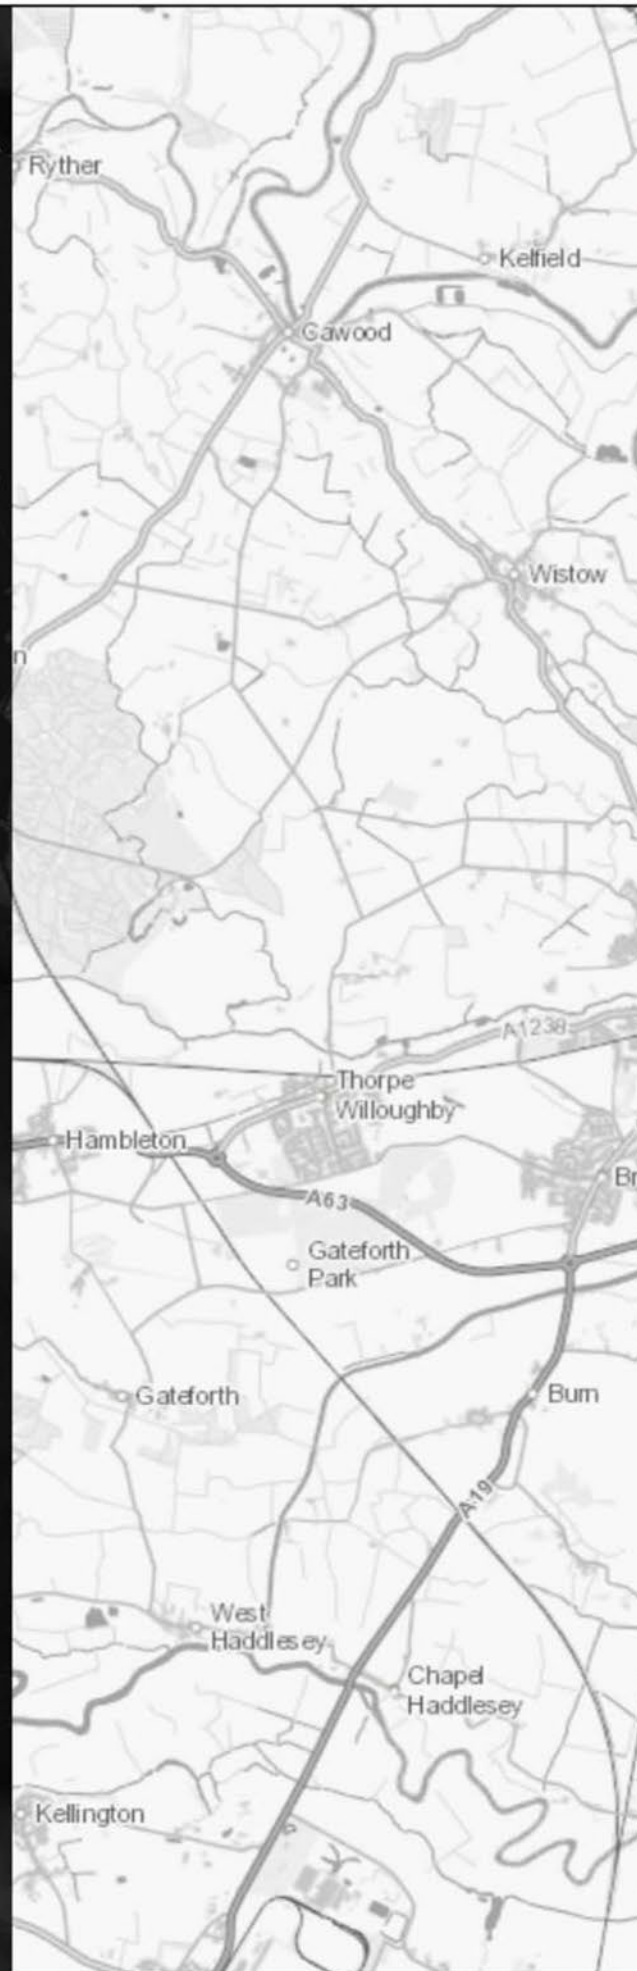 Ryther
Kelfield
Cawood
Wistow
n
A1238
Thorpe
Willoughby
Hambleton
A63
Br
Gateforth
Park
Gateforth
Burn
A19
West
Haddlesey
Chapel
Haddlesey
Kellington